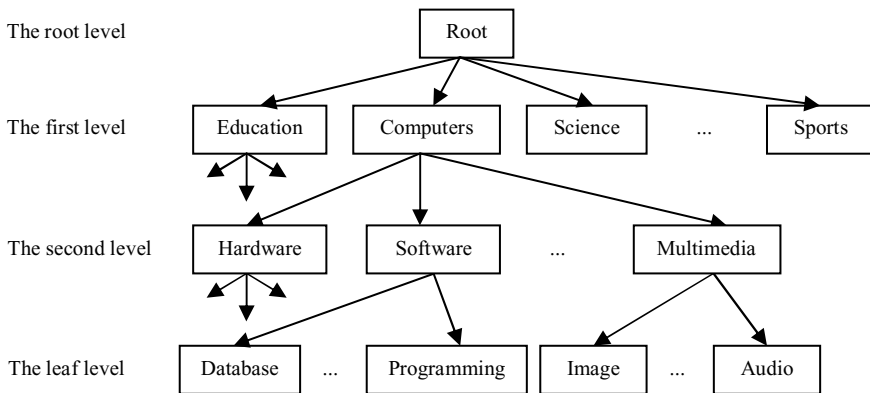 The root level Root
The first level Education Computers Science ... Sports
The second level Hardware Software ... Multimedia
The leaf level Database ... Programming Image ... Audio